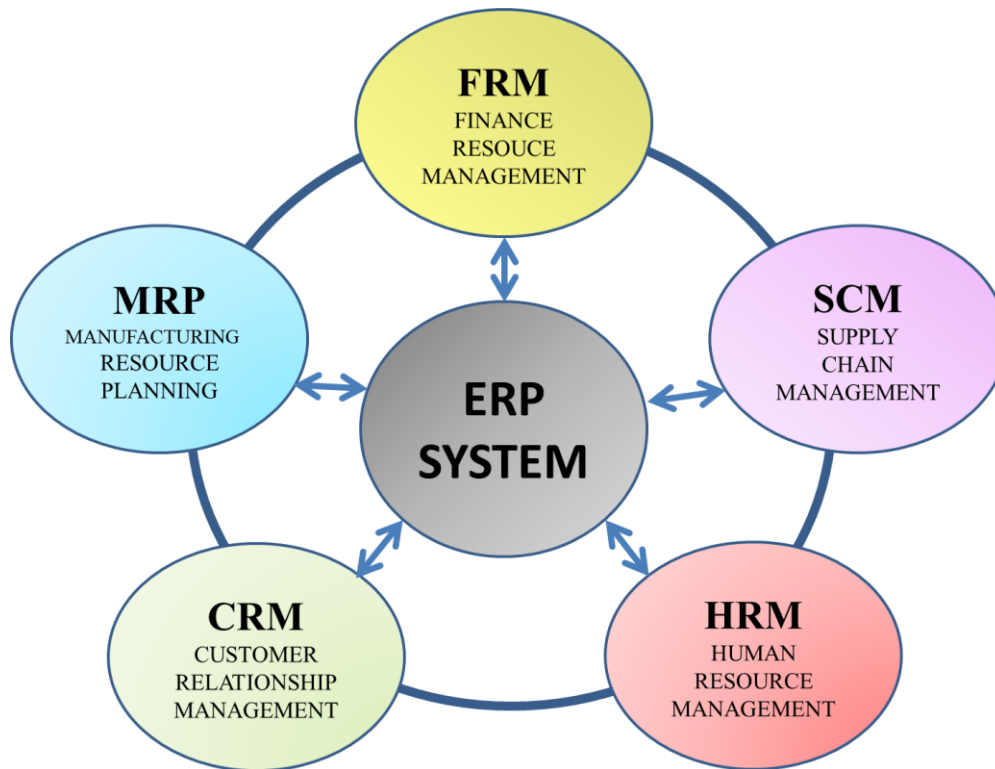 FRM
FINANCE
RESOUCE
MANAGEMENT
MRP
MANUFACTURING
RESOURCE
PLANNING
SCM
SUPPLY
CHAIN
MANAGEMENT
ERP
SYSTEM
CRM
CUSTOMER
RELATIONSHIP
MANAGEMENT
HRM
HUMAN
RESOURCE
MANAGEMENT